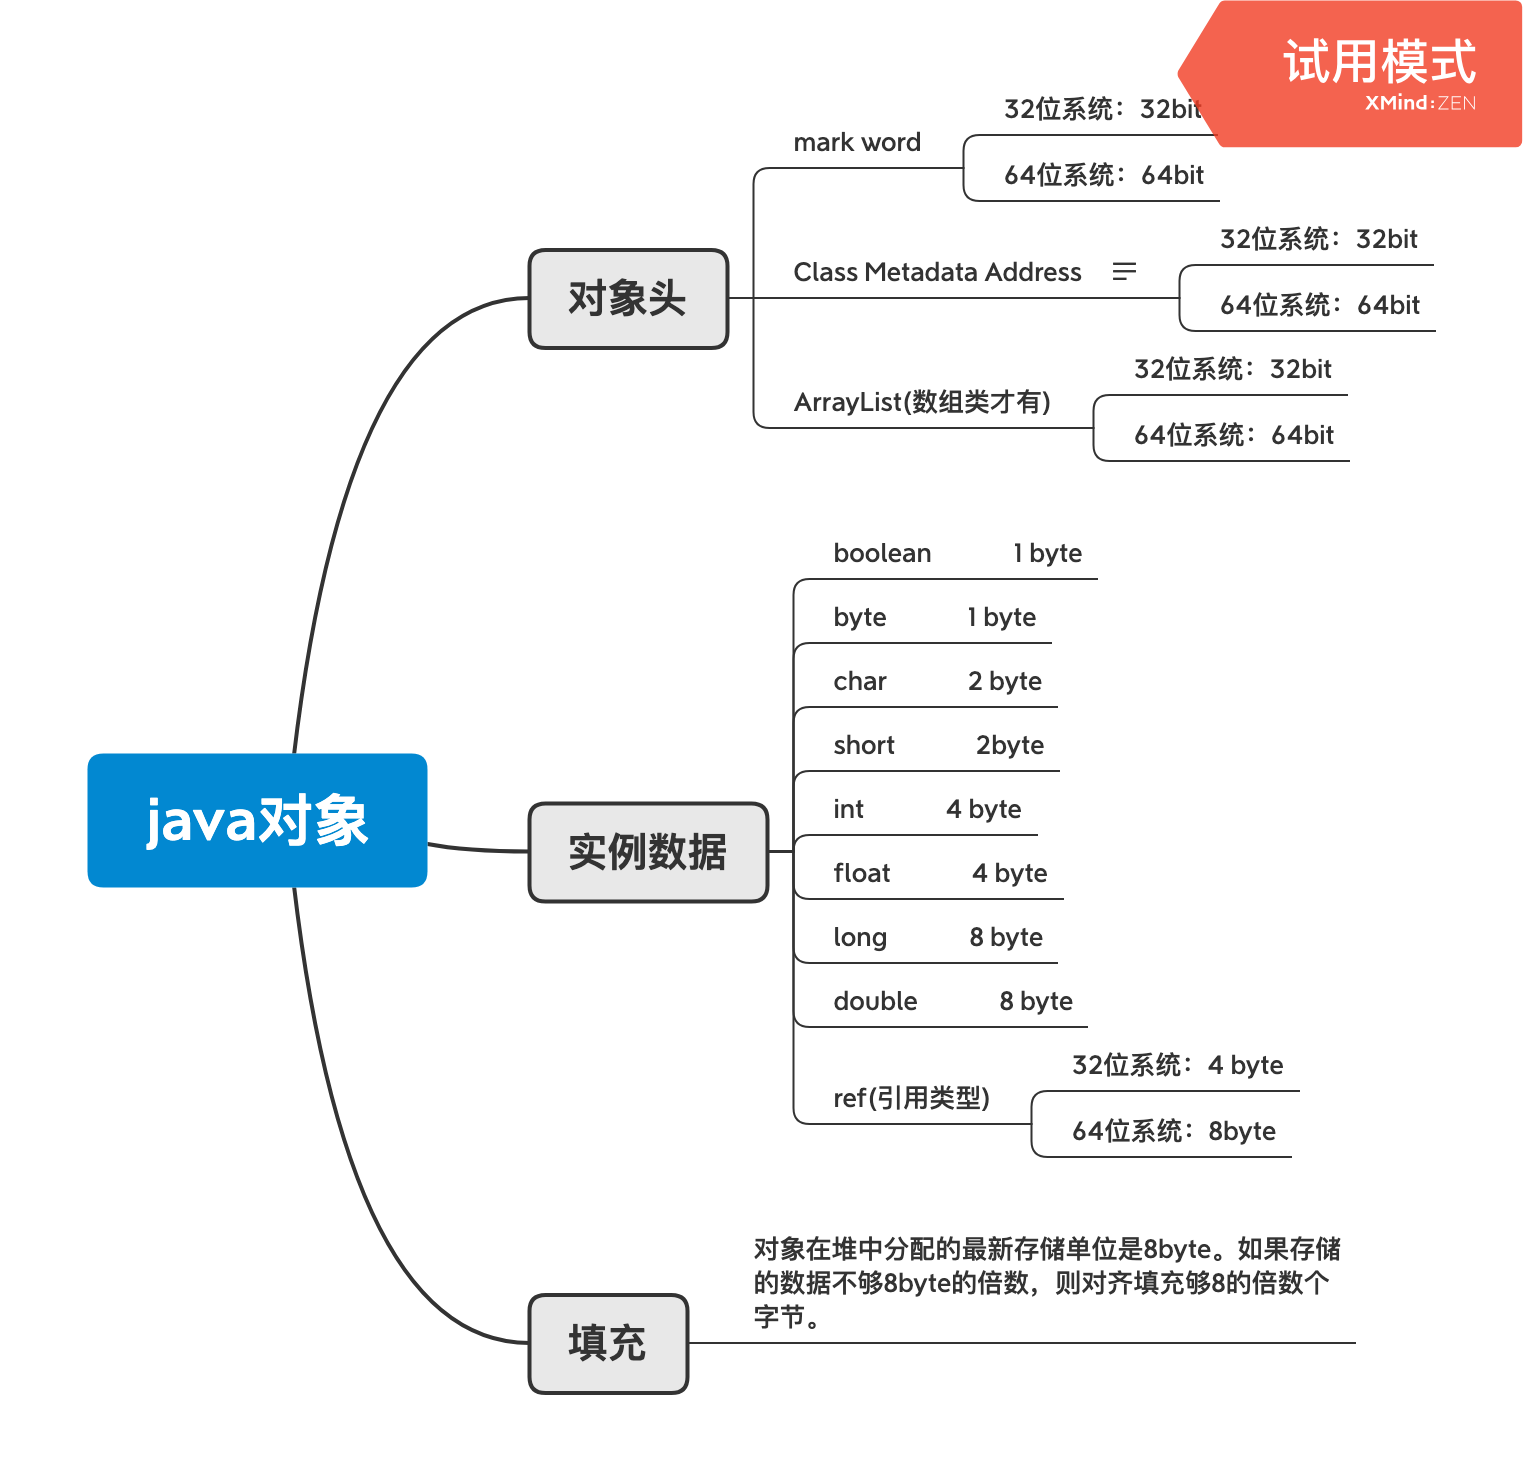 试用模式
XMind:ZEN
java对象
对象头
mark word
32位系统：32bit
64位系统：64bit
Class Metadata Address
32位系统：32bit
64位系统：64bit
ArrayList(数组类才有)
32位系统：32bit
64位系统：64bit
实例数据
boolean 1 byte
byte 1 byte
char 2 byte
short 2byte
int 4 byte
float 4 byte
long 8 byte
double 8 byte
ref(引用类型)
32位系统：4 byte
64位系统：8byte
填充
对象在堆中分配的最新存储单位是8byte。如果存储
的数据不够8byte的倍数，则对齐填充够8的倍数个
字节。